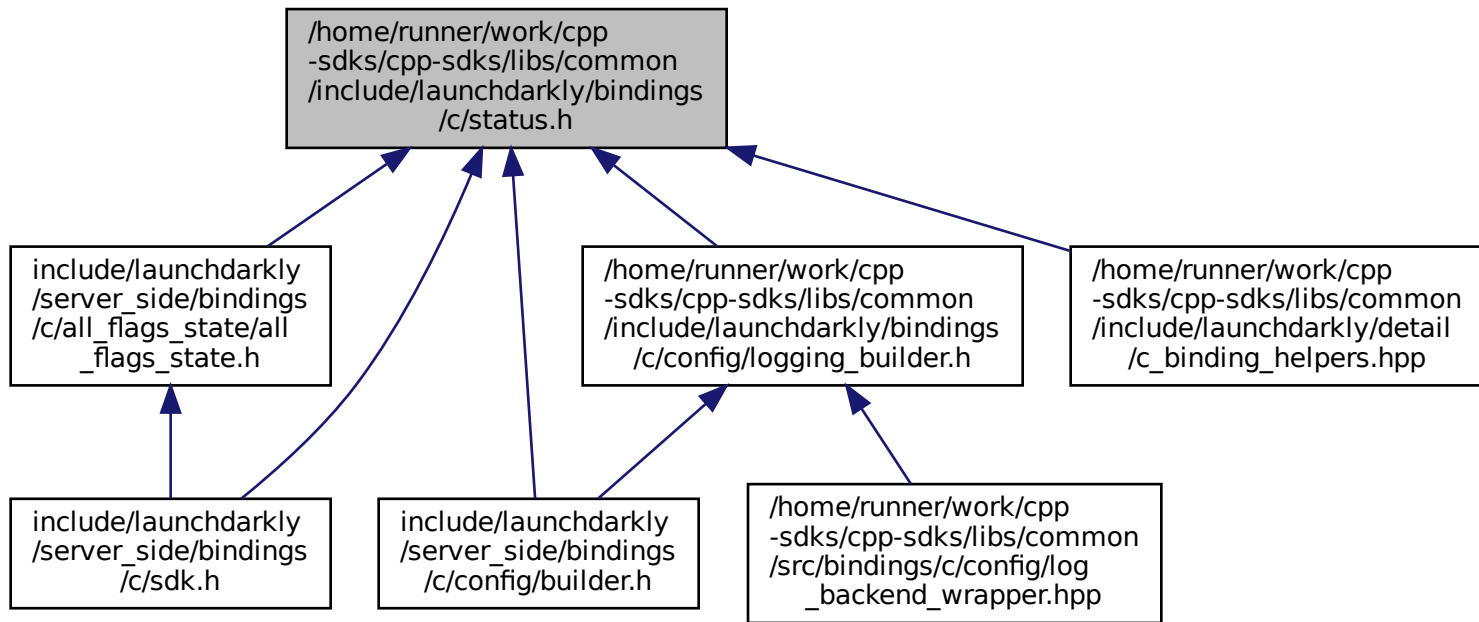 /home/runner/work/cpp
-sdks/cpp-sdks/libs/common
/include/launchdarkly/bindings
/c/status.h
include/launchdarkly
/server_side/bindings
/c/all_flags_state/all
_flags_state.h
/home/runner/work/cpp
-sdks/cpp-sdks/libs/common
/include/launchdarkly/bindings
/c/config/logging_builder.h
/home/runner/work/cpp
-sdks/cpp-sdks/libs/common
/include/launchdarkly/detail
/c_binding_helpers.hpp
include/launchdarkly
/server_side/bindings
/c/sdk.h
include/launchdarkly
/server_side/bindings
/c/config/builder.h
/home/runner/work/cpp
-sdks/cpp-sdks/libs/common
/src/bindings/c/config/log
_backend_wrapper.hpp